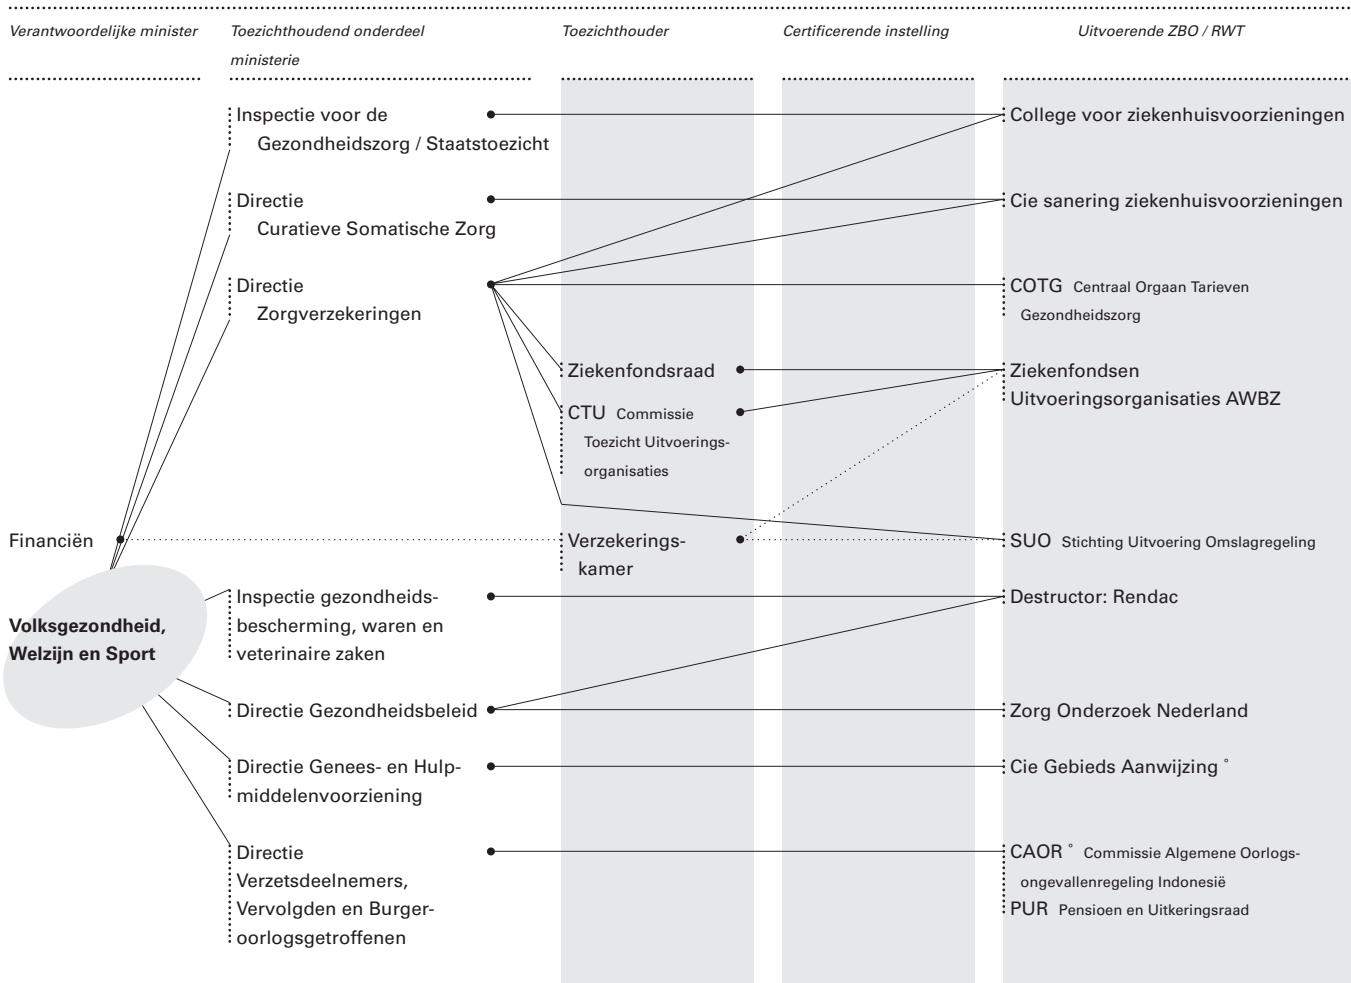 Verantwoordelijke minister
Toezichthoudend onderdeel
ministerie
Toezichthouder
Certificerende instelling
Uitvoerende ZBO / RWT
Inspectie voor de
Gezondheidszorg / Staatstoezicht
College voor ziekenhuisvoorzieningen
Directie
Curatieve Somatische Zorg
Cie sanering ziekenhuisvoorzieningen
Directie
Zorgverzekeringen
COTG Centraal Orgaan Tarieven
Gezondheidszorg
Ziekenfondsraad
Ziekenfondsen
Uitvoeringsorganisaties AWBZ
CTU Commissie
Toezicht Uitvoerings-
organisaties
Financiën
Verzekerings-
kamer
SUO Stichting Uitvoering Omslagregeling
Volksgezondheid,
Welzijn en Sport
Inspectie gezondheids-
bescherming, waren en
veterinaire zaken
Destructor: Rendac
Directie Gezondheidsbeleid
Zorg Onderzoek Nederland
Directie Genees- en Hulp-
middelenvoorziening
Cie Gebieds Aanwijzing °
Directie
Verzetsdeelnemers,
Vervolgden en Burger-
oorlogsgetroffenen
CAOR ° Commissie Algemene Oorlogs-
ongevallenregeling Indonesië
PUR Pensioen en Uitkeringsraad